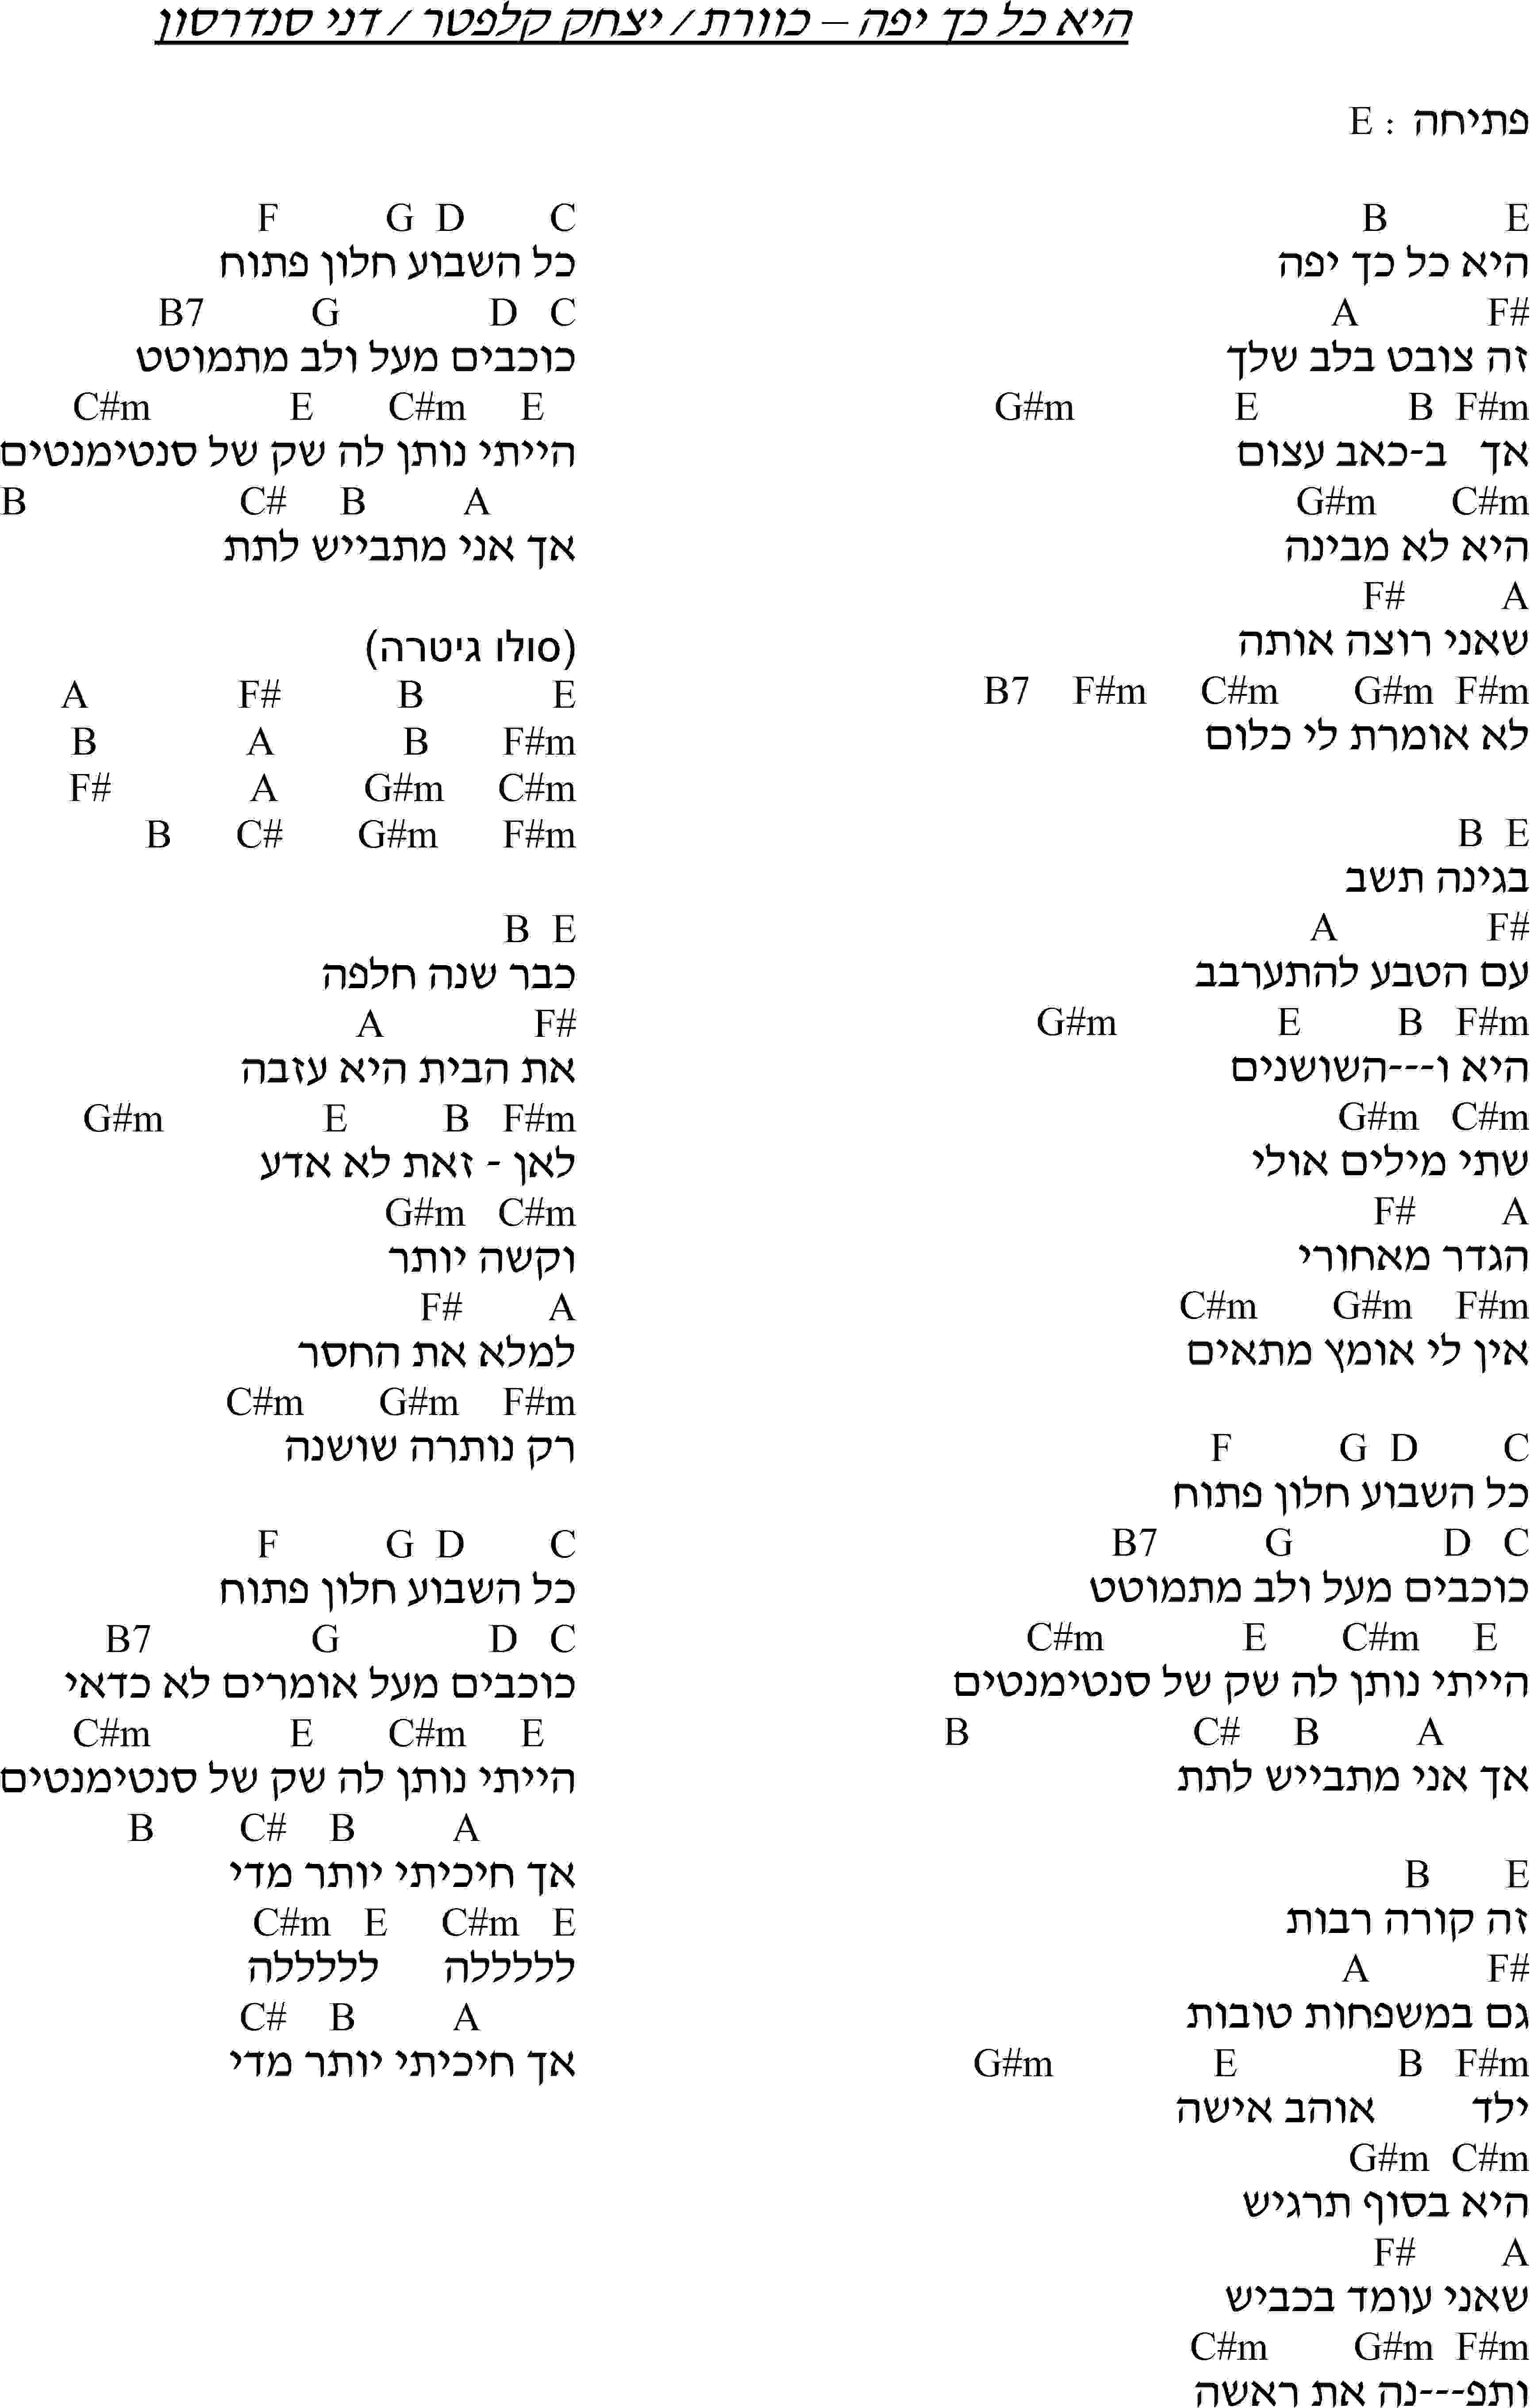 היא כל כך יפה – כוורת / יצחק קלפטר / דני סנדרסון
פתיחה : E
E B
היא כל כך יפה
F# A
זה צובט בלב שלך
F#m B E G#m
אך ב-כאב עצום
C#m G#m
היא לא מבינה
A F#
שאני רוצה אותה
F#m G#m C#m F#m B7
לא אומרת לי כלום
E B
בגינה תשב
F# A
עם הטבע להתערבב
F#m B E G#m
היא ו---השושנים
C#m G#m
שתי מילים אולי
A F#
הגדר מאחורי
F#m G#m C#m
אין לי אומץ מתאים
C D G F
כל השבוע חלון פתוח
C D G B7
כוכבים מעל ולב מתמוטט
E C#m E C#m
הייתי נותן לה שק של סנטימנטים
A B C# B
אך אני מתבייש לתת
E B
זה קורה רבות
F# A
גם במשפחות טובות
F#m B E G#m
ילד אוהב אישה
C#m G#m
היא בסוף תרגיש
A F#
שאני עומד בכביש
F#m G#m C#m
ותפ---נה את ראשה
C D G F
כל השבוע חלון פתוח
C D G B7
כוכבים מעל ולב מתמוטט
E C#m E C#m
הייתי נותן לה שק של סנטימנטים
A B C# B
אך אני מתבייש לתת
(סולו גיטרה)
E B F# A
F#m B A B
C#m G#m A F#
F#m G#m C# B
E B
כבר שנה חלפה
F# A
את הבית היא עזבה
F#m B E G#m
לאן - זאת לא אדע
C#m G#m
וקשה יותר
A F#
למלא את החסר
F#m G#m C#m
רק נותרה שושנה
C D G F
כל השבוע חלון פתוח
C D G B7
כוכבים מעל אומרים לא כדאי
E C#m E C#m
הייתי נותן לה שק של סנטימנטים
A B C# B
אך חיכיתי יותר מדי
E C#m E C#m
לללללה לללללה
A B C#
אך חיכיתי יותר מדי